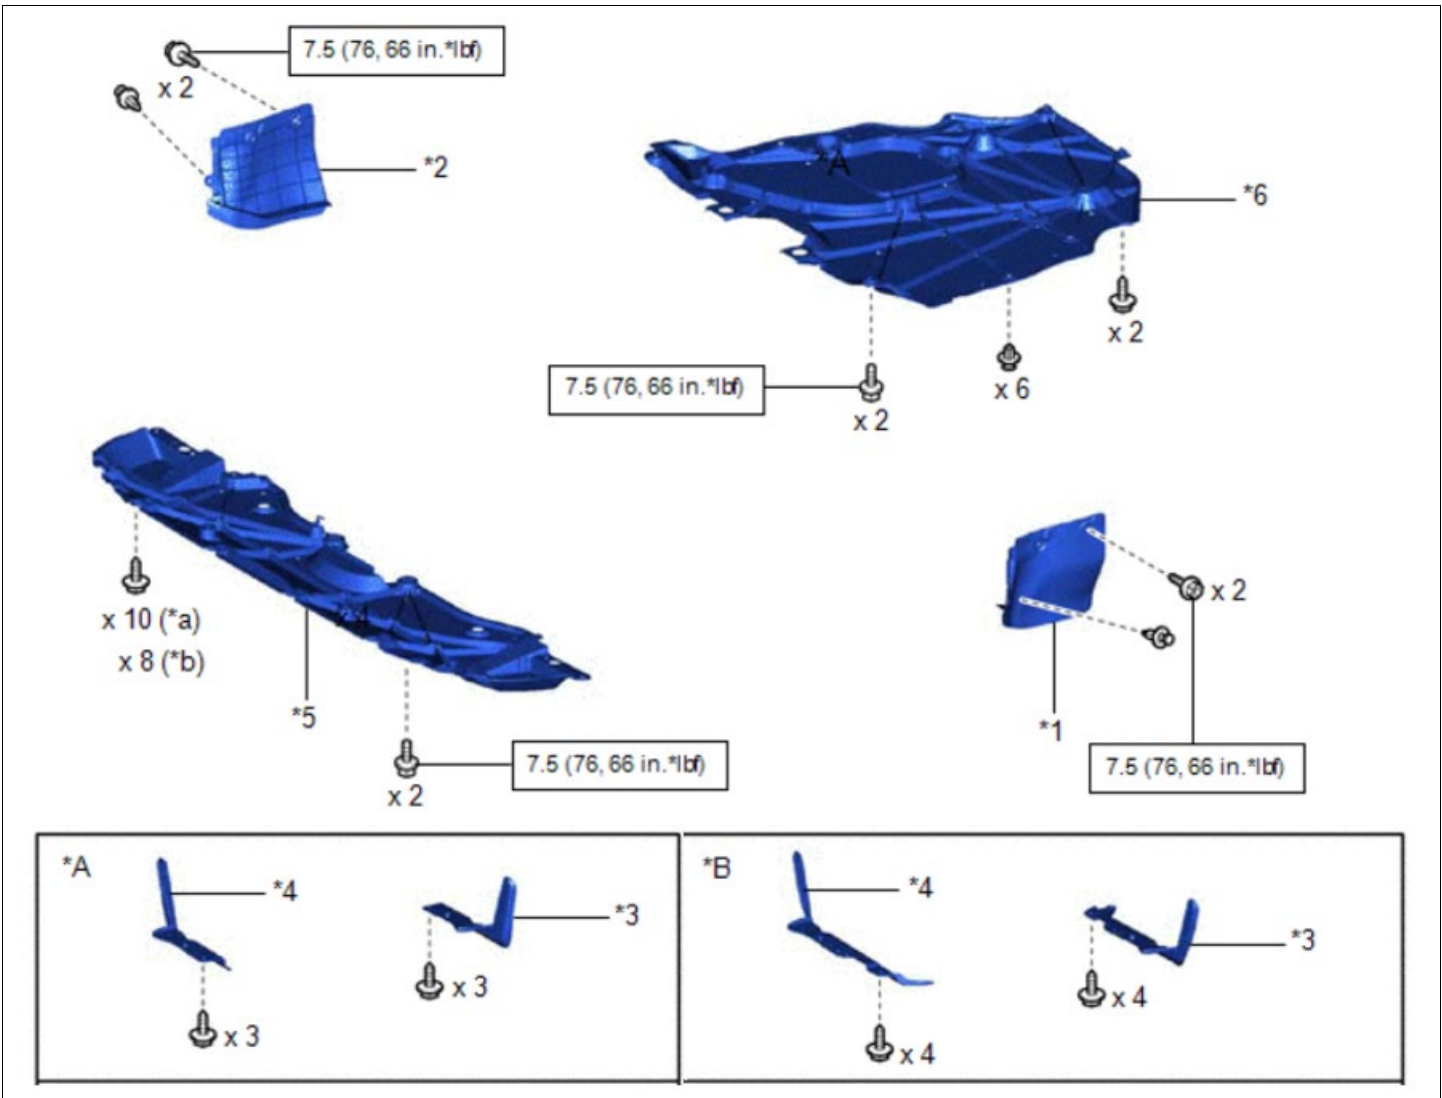 7.5 (76, 66 in.*lbf)
x 2
*2
*A
*6
x 2
x 6
7.5 (76, 66 in.*lbf)
x 2
x 10 (*a)
x 8 (*b)
*5
x 2
*1
7.5 (76, 66 in.*lbf)
7.5 (76, 66 in.*lbf)
x 2
*A
*4
*3
x 3
x 3
*B
*4
*3
x 4
x 4